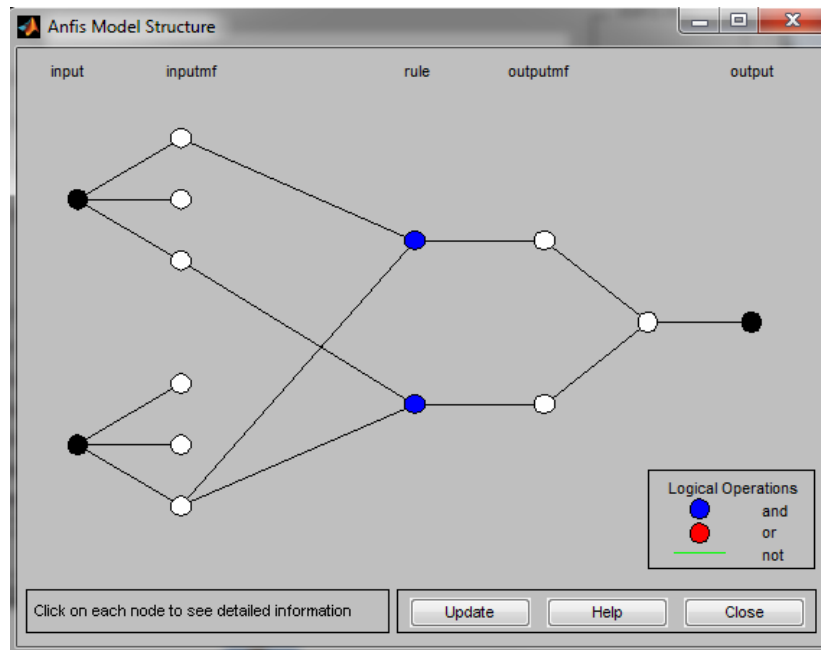 Anfis Model Structure
input inputmf rule outputmf output
Logical Operations
and
or
not
Click on each node to see detailed information
Update Help Close